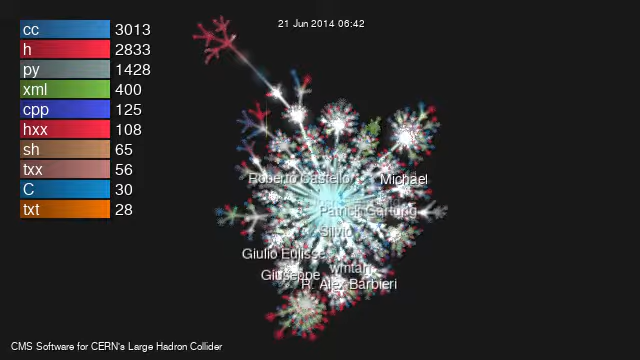 21 Jun 2014 06:42
cc 3013
h 2833
py 1428
xml 400
cpp 125
hxx 108
sh 65
txx 56
C 30
txt 28
Roberto Castello
Michael
Patrick Gartung
Silvio
Giulio Eulisse
wmtan
Giuseppe
R. Alex Barbieri
CMS Software for CERN's Large Hadron Collider